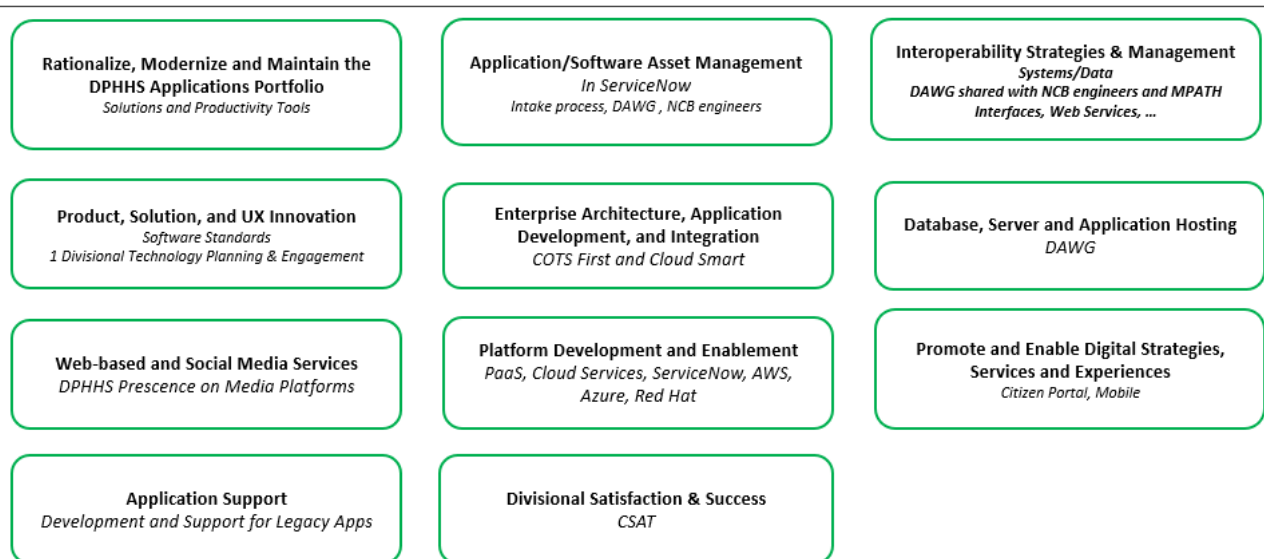 Rationalize, Modernize and Maintain the
DPHHS Applications Portfolio
Solutions and Productivity Tools
Application/Software Asset Management
In ServiceNow
Intake process, DAWG , NCB engineers
Interoperability Strategies & Management
Systems/Data
DAWG shared with NCB engineers and MPATH
Interfaces, Web Services, ...
Product, Solution, and UX Innovation
Software Standards
1 Divisional Technology Planning & Engagement
Enterprise Architecture, Application
Development, and Integration
COTS First and Cloud Smart
Database, Server and Application Hosting
DAWG
Web-based and Social Media Services
DPHHS Prescence on Media Platforms
Platform Development and Enablement
PaaS, Cloud Services, ServiceNow, AWS,
Azure, Red Hat
Promote and Enable Digital Strategies,
Services and Experiences
Citizen Portal, Mobile
Application Support
Development and Support for Legacy Apps
Divisional Satisfaction & Success
CSAT